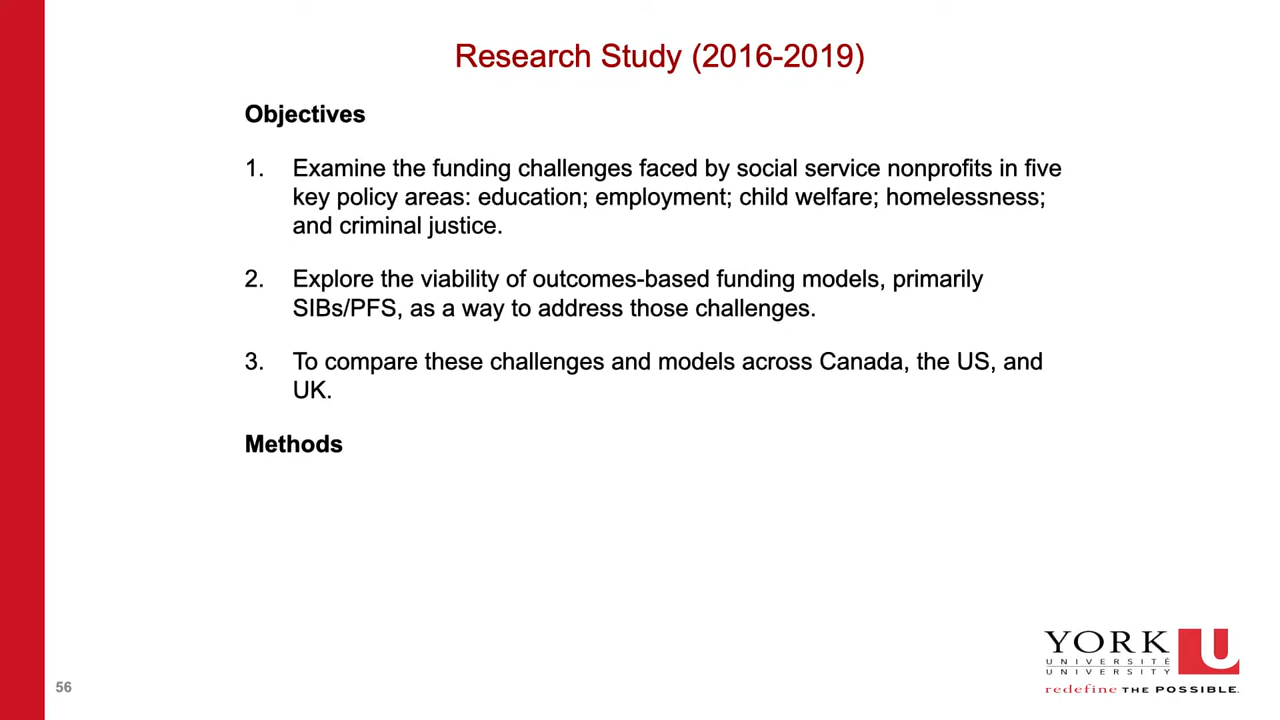 Research Study (2016-2019)
Objectives
1. Examine the funding challenges faced by social service nonprofits in five
key policy areas: education; employment; child welfare; homelessness;
and criminal justice.
2. Explore the viability of outcomes-based funding models, primarily
SIBs/PFS, as a way to address those challenges.
3. To compare these challenges and models across Canada, the US, and
UK.
Methods
YORK U
UNIVERSITÉ
UNIVERSITY
redefine THE POSSIBLE.
56